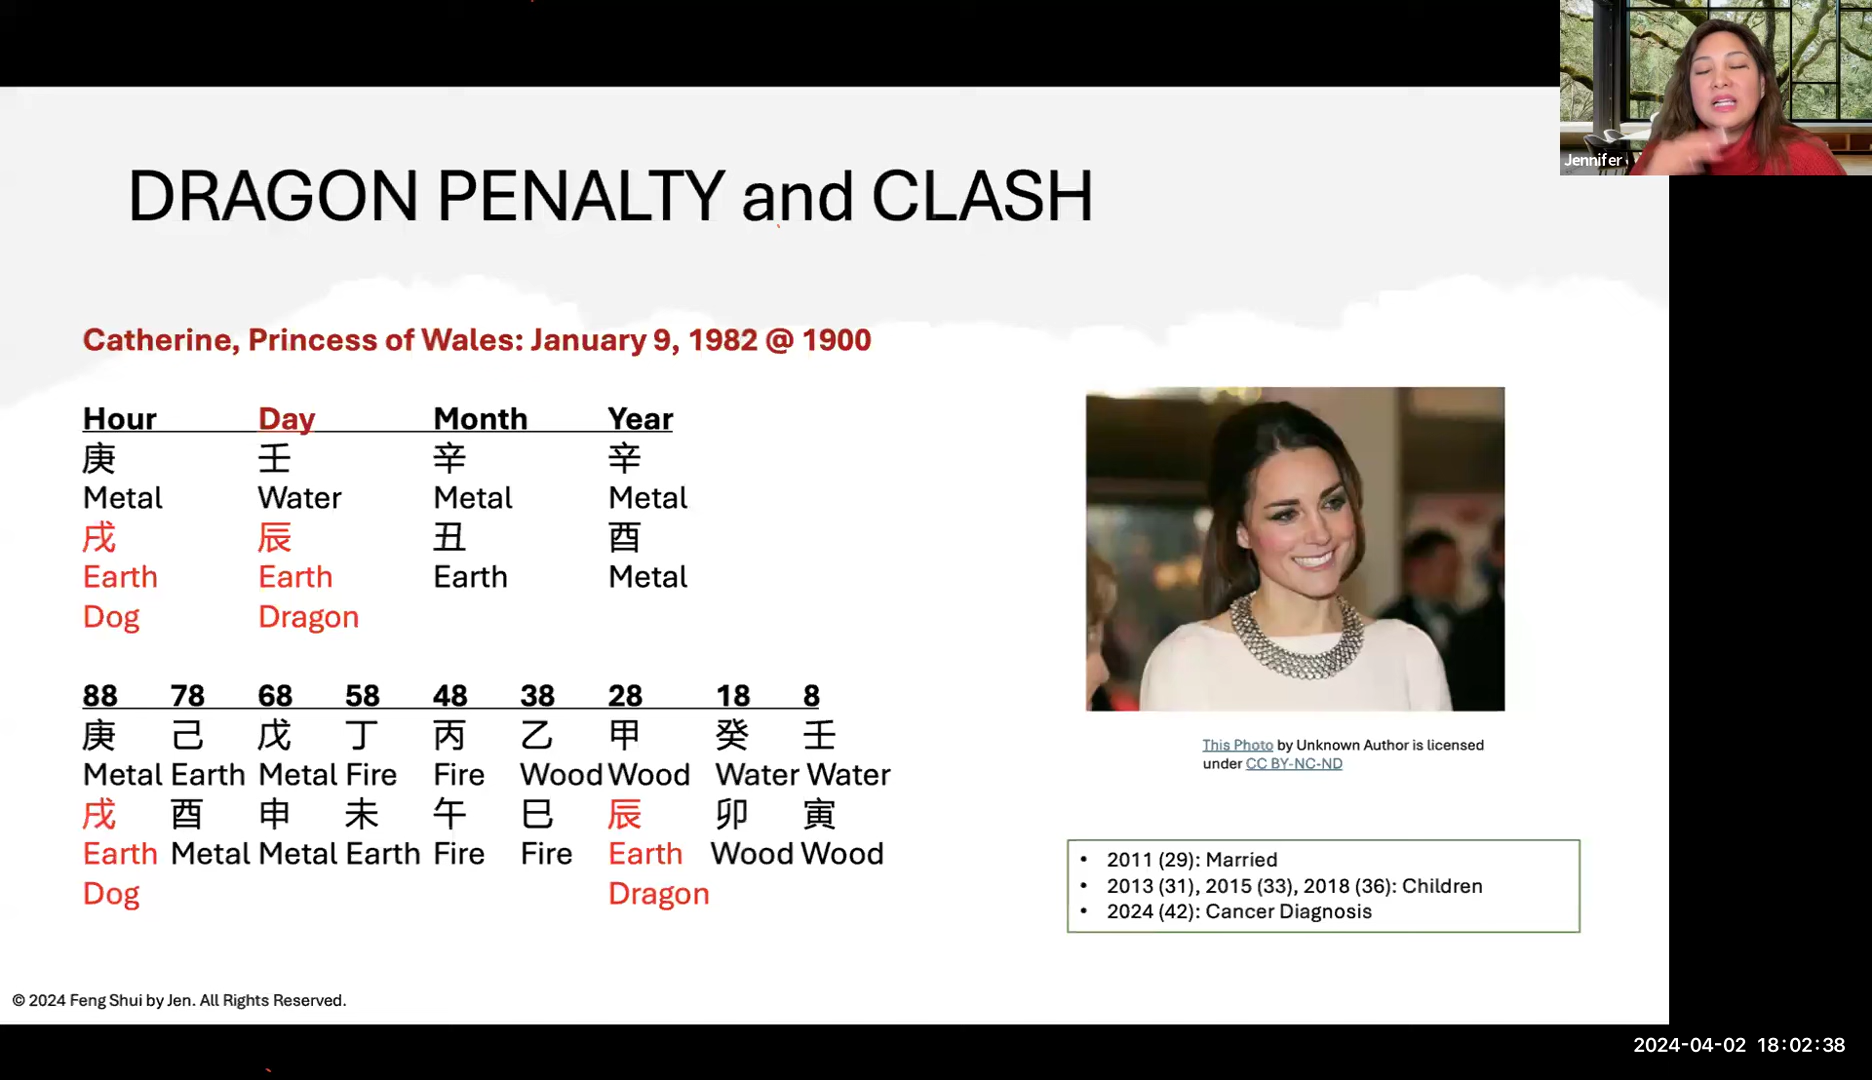 Jennifer
DRAGON PENALTY and CLASH
Catherine, Princess of Wales: January 9, 1982 @ 1900
Hour Day Month Year
庚 壬 辛 辛
Metal Water Metal Metal
戌 辰 丑 酉
Earth Earth Earth Metal
Dog Dragon
88 78 68 58 48 38 28 18 8
庚 己 戊 丁 丙 乙 甲 癸 壬
Metal Earth Metal Fire Fire Wood Wood Water Water
戌 酉 申 未 午 巳 辰 卯 寅
Earth Metal Metal Earth Fire Fire Earth Wood Wood
Dog Dragon
This Photo by Unknown Author is licensed
under CC BY-NC-ND
• 2011 (29): Married
• 2013 (31), 2015 (33), 2018 (36): Children
• 2024 (42): Cancer Diagnosis
© 2024 Feng Shui by Jen. All Rights Reserved.
2024-04-02 18:02:38